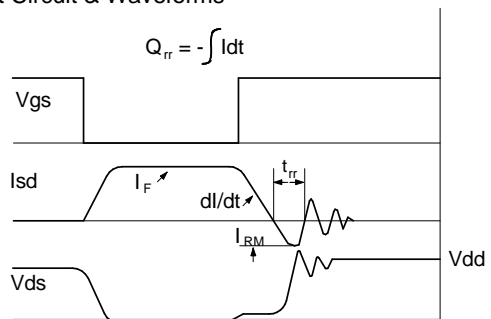 t Circuit & Waveforms
Qrr = -∫Idt
Vgs
Isd
IF
dI/dt
trr
IRM
Vdd
Vds